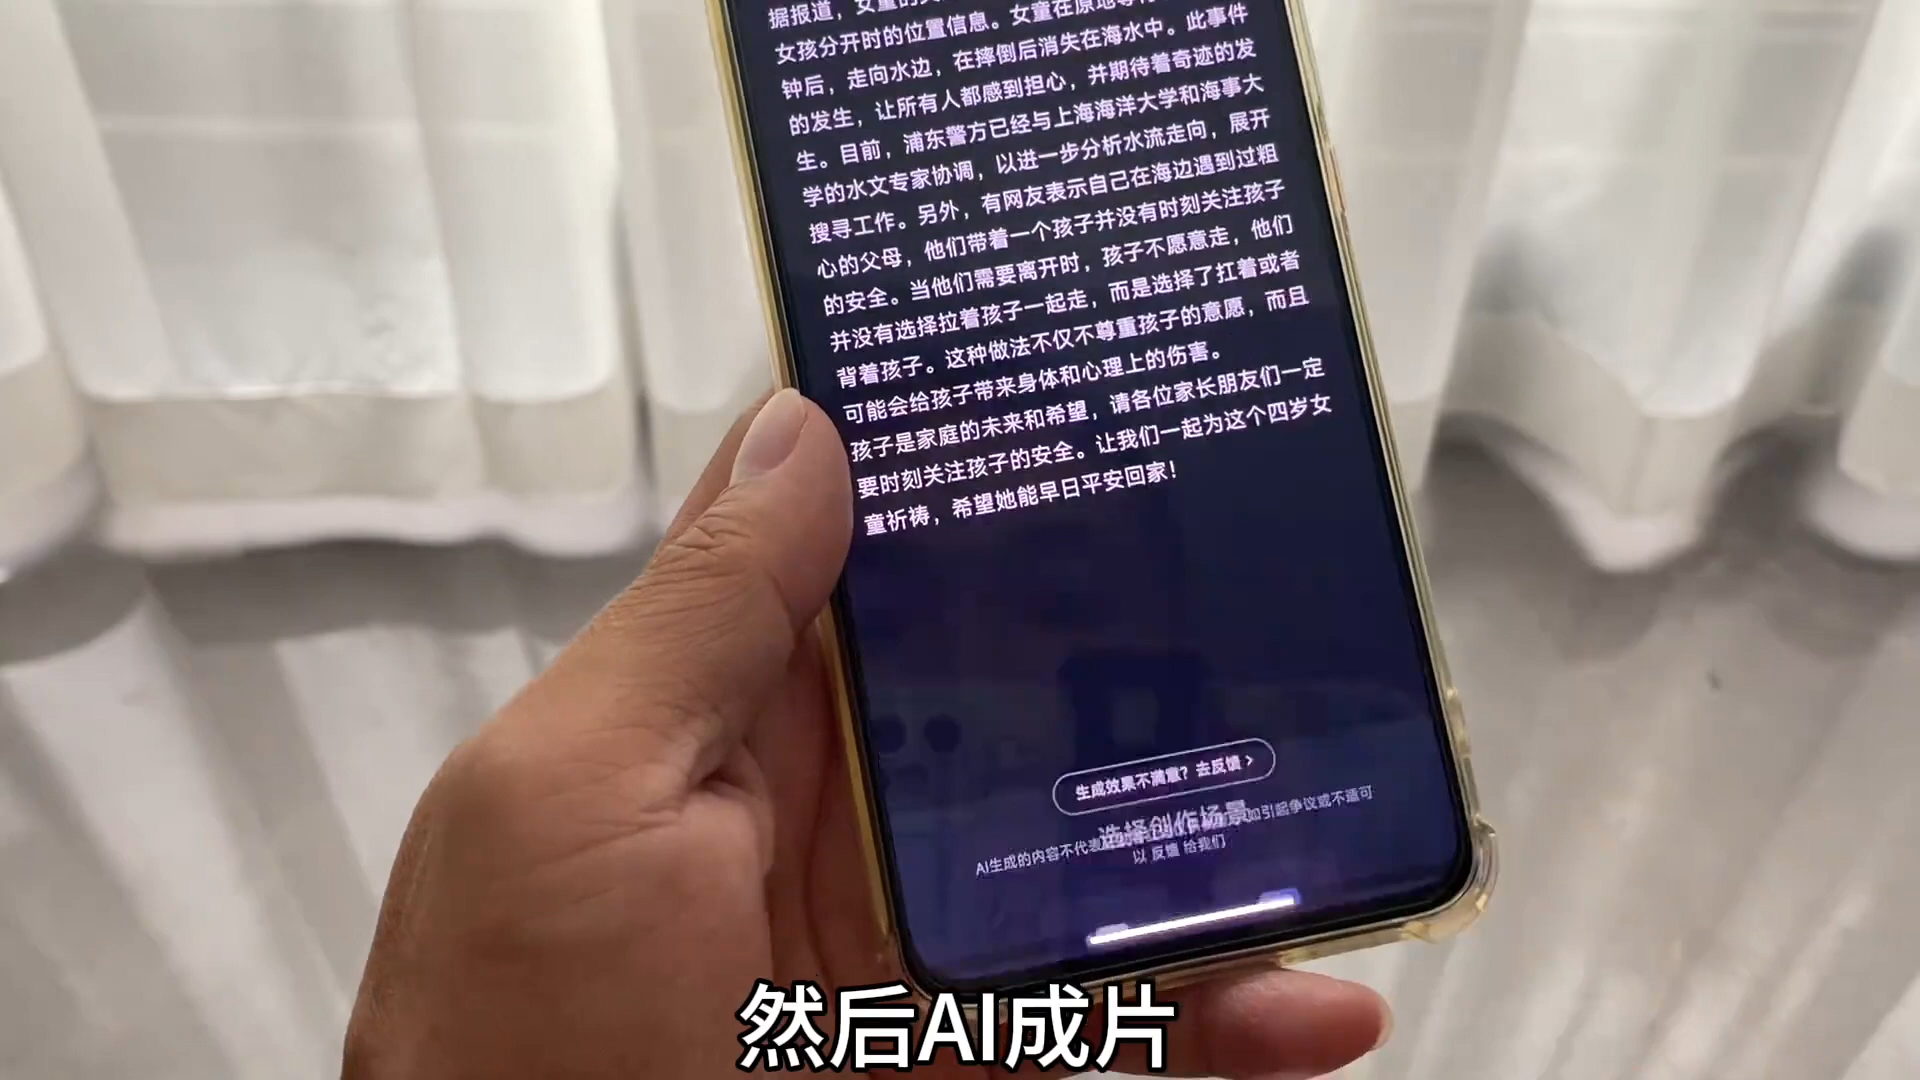 据报道，女童的
女孩分开时的位置信息。女童在原地
钟后，走向水边，在摔倒后消失在海水中。此事件
的发生，让所有人都感到担心，并期待着奇迹的发
生。目前，浦东警方已经与上海海洋大学和海事大
学的水文专家协调，以进一步分析水流走向，展开
搜寻工作。另外，有网友表示自己在海边遇到过粗
心的父母，他们带着一个孩子并没有时刻关注孩子
的安全。当他们需要离开时，孩子不愿意走，他们
并没有选择拉着孩子一起走，而是选择了扛着或者
背着孩子。这种做法不仅不尊重孩子的意愿，而且
可能会给孩子带来身体和心理上的伤害。
孩子是家庭的未来和希望，请各位家长朋友们一定
要时刻关注孩子的安全。让我们一起为这个四岁女
童祈祷，希望她能早日平安回家！
生成效果不满意？去反馈 >
选择创作场景
AI生成的内容不代表 如引起争议或不适可
以 反馈 给我们
然后AI成片